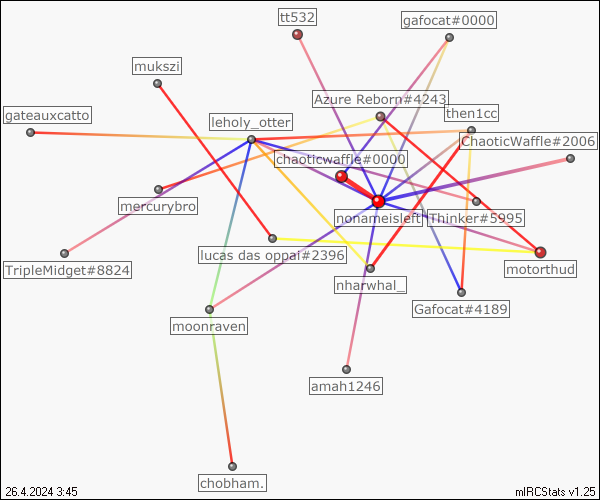 tt532
gafocat#0000
mukszi
Azure Reborn#4243
gateauxcatto
leholy_otter
then1cc
ChaoticWaffle#2006
chaoticwaffle#0000
mercurybro
nonameisleft
Thinker#5995
lucas das oppai#2396
TripleMidget#8824
motorthud
nharwhal_
Gafocat#4189
moonraven
amah1246
chobham.
26.4.2024 3:45
mIRCStats v1.25